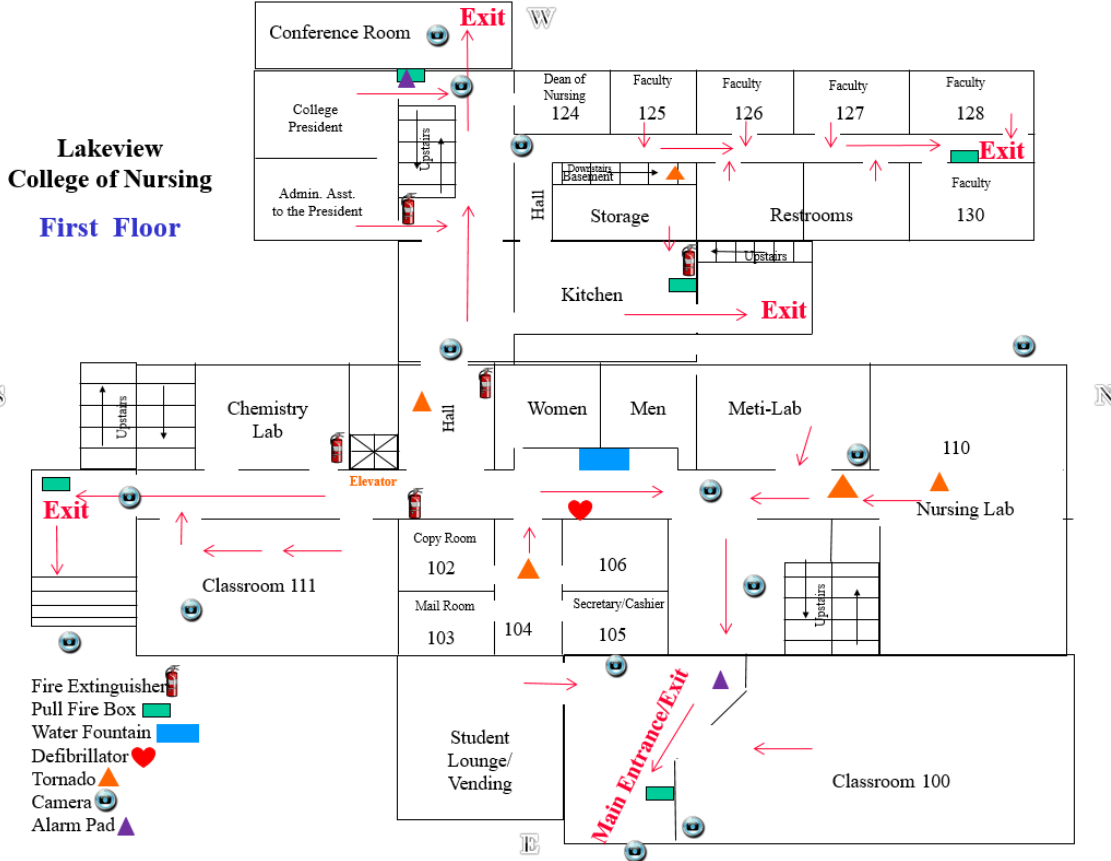 Conference Room
Exit
W
Lakeview
College of Nursing
First Floor
College
President
Admin. Asst.
to the President
Upstairs
Dean of
Nursing
124
Faculty
125
Faculty
126
Faculty
127
Faculty
128
Exit
Hall
Downstairs
Basement
Storage
Restrooms
Faculty
130
Kitchen
Upstairs
Exit
S
N
Upstairs
Chemistry
Lab
Elevator
Hall
Women
Men
Meti-Lab
110
Nursing Lab
Exit
Classroom 111
Copy Room
102
Mail Room
103
104
106
Secretary/Cashier
105
Upstairs
Student
Lounge/
Vending
Main Entrance/Exit
Classroom 100
E
Fire Extinguisher
Pull Fire Box
Water Fountain
Defibrillator
Tornado
Camera
Alarm Pad